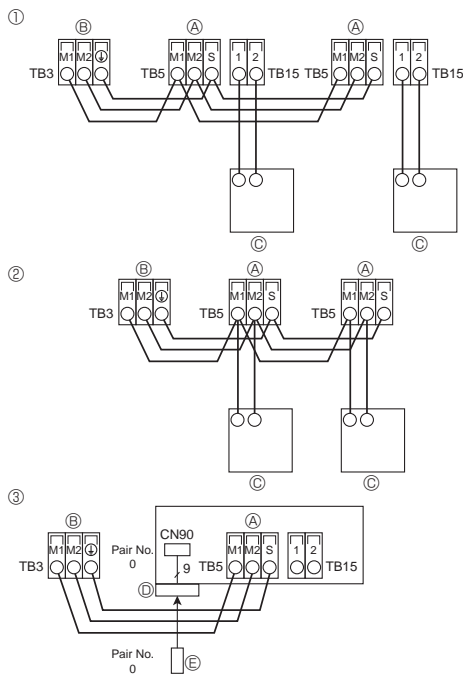 ①
Ⓑ Ⓐ Ⓐ
TB3 M1 M2 ⏚ TB5 M1 M2 S 1 2 TB15 TB5 M1 M2 S 1 2 TB15
Ⓒ Ⓒ
②
Ⓑ Ⓐ Ⓐ
TB3 M1 M2 ⏚ TB5 M1 M2 S TB5 M1 M2 S
Ⓒ Ⓒ
③
Ⓑ CN90 Ⓐ
TB3 M1 M2 ⏚ Pair No. 0 9 TB5 M1 M2 S 1 2 TB15
Ⓓ
Pair No. 0 Ⓔ